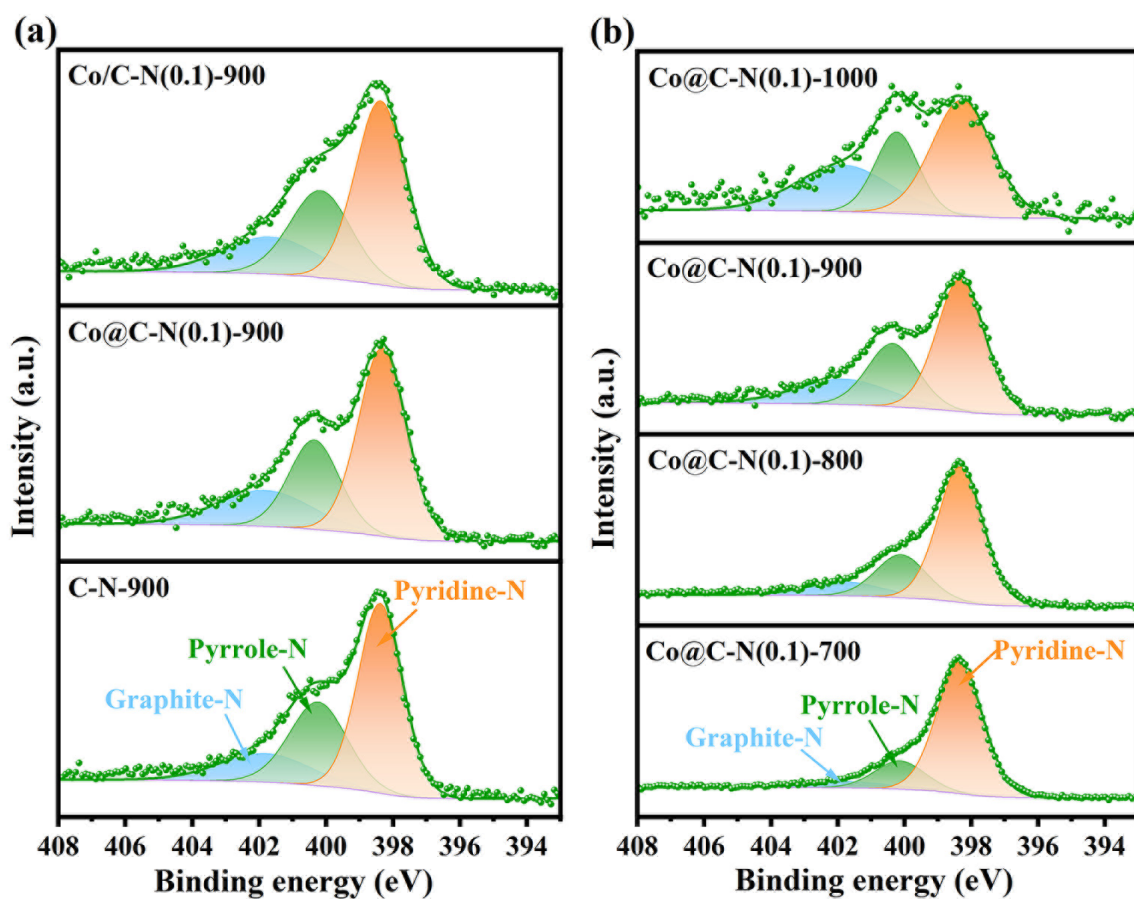 (a)
Co/C-N(0.1)-900
Co@C-N(0.1)-900
C-N-900
Pyridine-N
Pyrrole-N
Graphite-N
Intensity (a.u.)
408 406 404 402 400 398 396 394
Binding energy (eV)
(b)
Co@C-N(0.1)-1000
Co@C-N(0.1)-900
Co@C-N(0.1)-800
Co@C-N(0.1)-700
Pyridine-N
Pyrrole-N
Graphite-N
Intensity (a.u.)
408 406 404 402 400 398 396 394
Binding energy (eV)